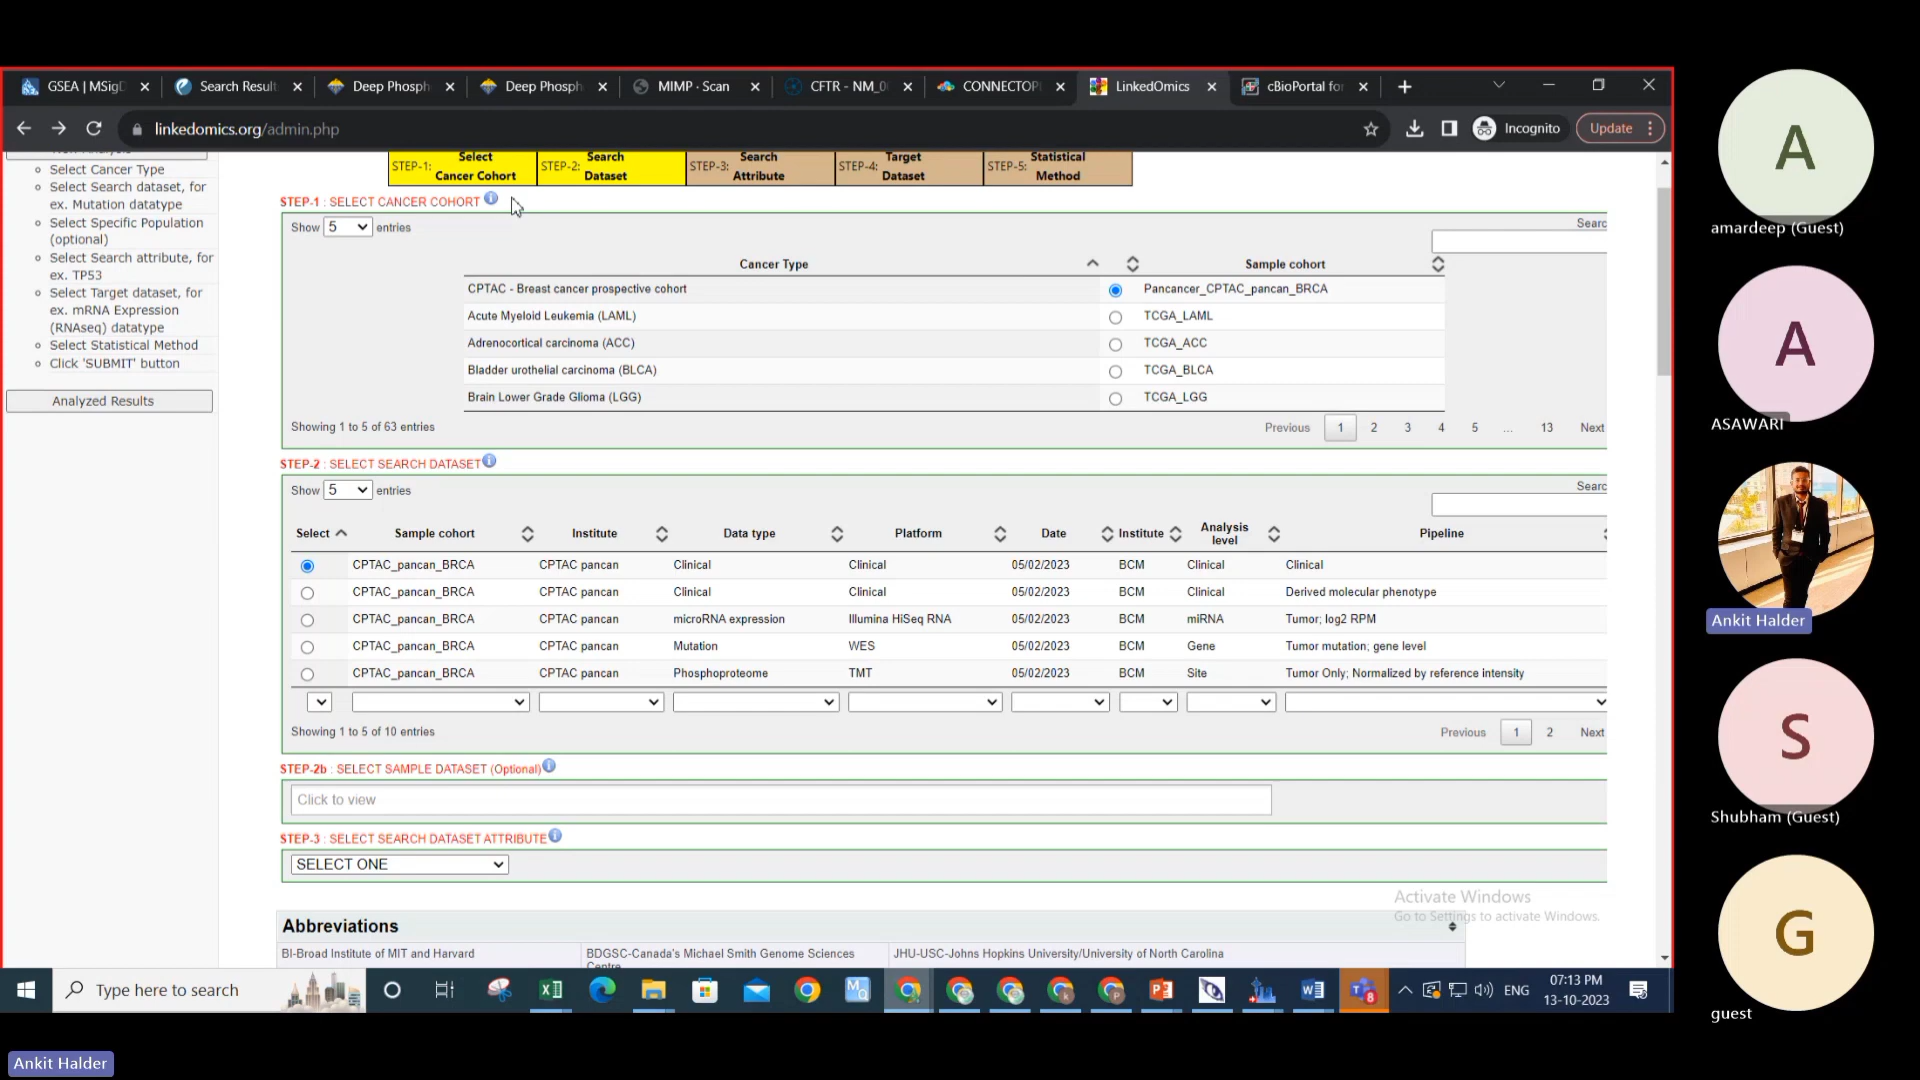 GSEA | MSigD
Search Result
Deep Phosph
Deep Phosph
MIMP · Scan
CFTR - NM_0
CONNECTOP
LinkedOmics
cBioPortal for
linkedomics.org/admin.php
Incognito
Update
Select Cancer Type
Select Search dataset, for
ex. Mutation datatype
Select Specific Population
(optional)
Select Search attribute, for
ex. TP53
Select Target dataset, for
ex. mRNA Expression
(RNAseq) datatype
Select Statistical Method
Click 'SUBMIT' button
Analyzed Results
STEP-1: Select Cancer Cohort
STEP-2: Search Dataset
STEP-3: Search Attribute
STEP-4: Target Dataset
STEP-5: Statistical Method
STEP-1 : SELECT CANCER COHORT
Show 5 entries
Searc
Cancer Type Sample cohort
CPTAC - Breast cancer prospective cohort Pancancer_CPTAC_pancan_BRCA
Acute Myeloid Leukemia (LAML) TCGA_LAML
Adrenocortical carcinoma (ACC) TCGA_ACC
Bladder urothelial carcinoma (BLCA) TCGA_BLCA
Brain Lower Grade Glioma (LGG) TCGA_LGG
Showing 1 to 5 of 63 entries
Previous 1 2 3 4 5 ... 13 Next
STEP-2 : SELECT SEARCH DATASET
Show 5 entries
Searc
Select Sample cohort Institute Data type Platform Date Institute Analysis level Pipeline
CPTAC_pancan_BRCA CPTAC pancan Clinical Clinical 05/02/2023 BCM Clinical Clinical
CPTAC_pancan_BRCA CPTAC pancan Clinical Clinical 05/02/2023 BCM Clinical Derived molecular phenotype
CPTAC_pancan_BRCA CPTAC pancan microRNA expression Illumina HiSeq RNA 05/02/2023 BCM miRNA Tumor; log2 RPM
CPTAC_pancan_BRCA CPTAC pancan Mutation WES 05/02/2023 BCM Gene Tumor mutation; gene level
CPTAC_pancan_BRCA CPTAC pancan Phosphoproteome TMT 05/02/2023 BCM Site Tumor Only; Normalized by reference intensity
Showing 1 to 5 of 10 entries
Previous 1 2 Next
STEP-2b : SELECT SAMPLE DATASET (Optional)
Click to view
STEP-3 : SELECT SEARCH DATASET ATTRIBUTE
SELECT ONE
Activate Windows
Go to Settings to activate Windows.
Abbreviations
BI-Broad Institute of MIT and Harvard
BDGSC-Canada's Michael Smith Genome Sciences
Centre
JHU-USC-Johns Hopkins University/University of North Carolina
Type here to search
ENG
07:13 PM
13-10-2023
8
A
amardeep (Guest)
A
ASAWARI
Ankit Halder
S
Shubham (Guest)
G
guest
Ankit Halder